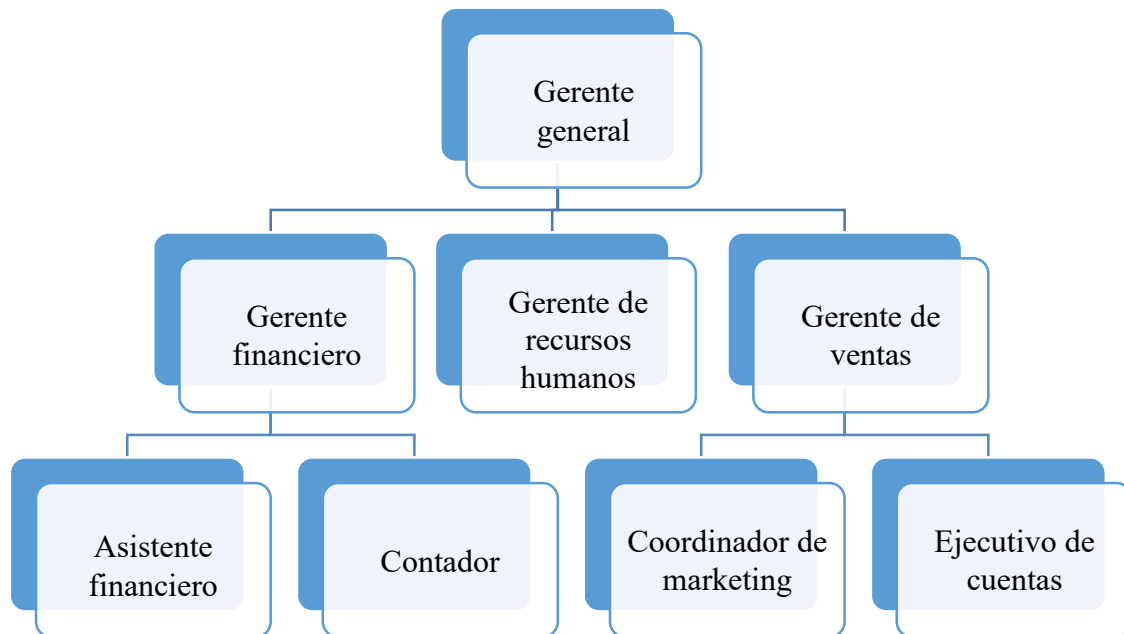 Gerente
general
Gerente
financiero
Gerente de
recursos
humanos
Gerente de
ventas
Asistente
financiero
Contador
Coordinador de
marketing
Ejecutivo de
cuentas